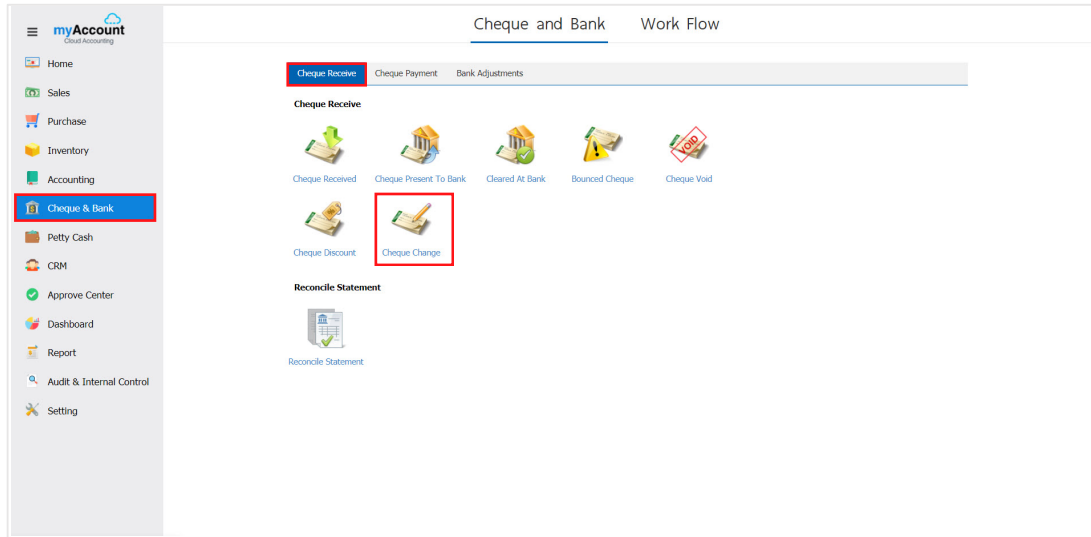 myAccount
Cloud Accounting
Cheque and Bank Work Flow
Home
Sales
Purchase
Inventory
Accounting
Cheque & Bank
Petty Cash
CRM
Approve Center
Dashboard
Report
Audit & Internal Control
Setting
Cheque Receive Cheque Payment Bank Adjustments
Cheque Receive
Cheque Received Cheque Present To Bank Cleared At Bank Bounced Cheque Cheque Void
VOID
Cheque Discount Cheque Change
Reconcile Statement
Reconcile Statement